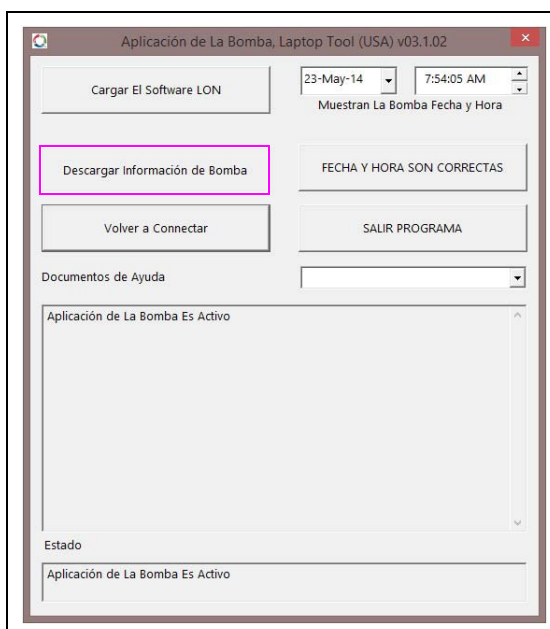 Aplicación de La Bomba, Laptop Tool (USA) v03.1.02
Cargar El Software LON
23-May-14
7:54:05 AM
Muestran La Bomba Fecha y Hora
Descargar Información de Bomba
FECHA Y HORA SON CORRECTAS
Volver a Connectar
SALIR PROGRAMA
Documentos de Ayuda
Aplicación de La Bomba Es Activo
Estado
Aplicación de La Bomba Es Activo